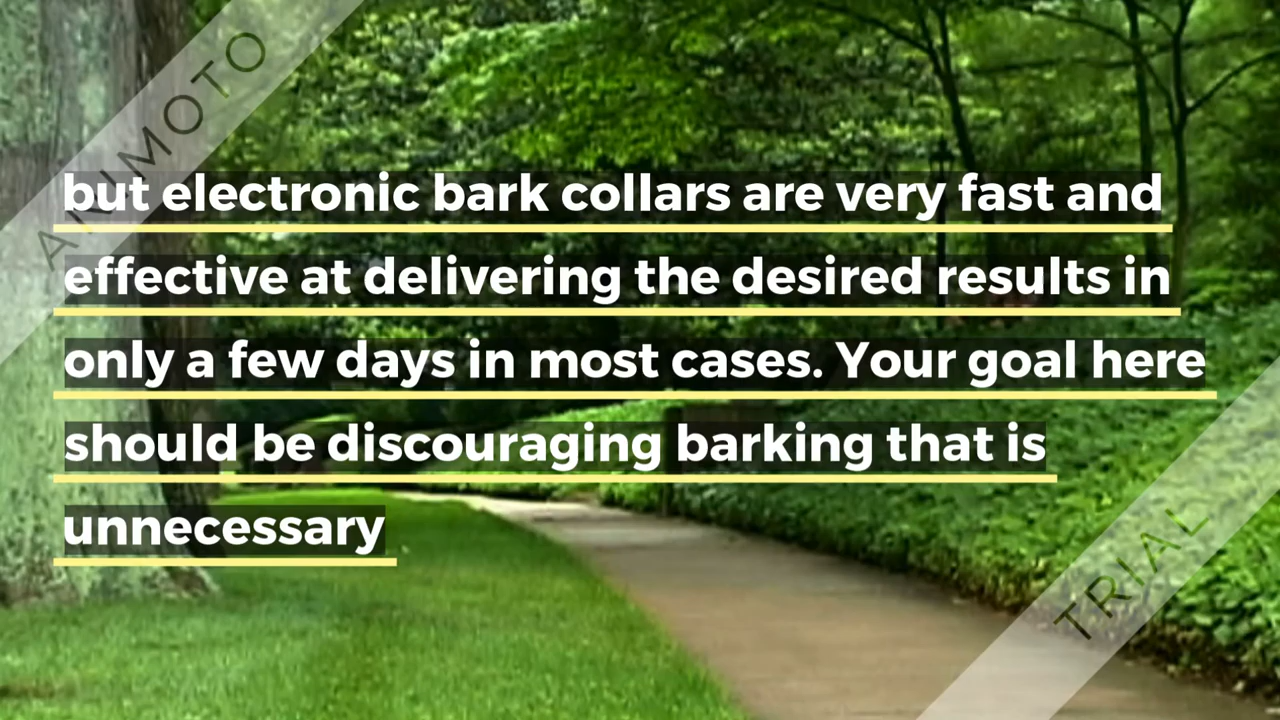 ANIMOTO
but electronic bark collars are very fast and
effective at delivering the desired results in
only a few days in most cases. Your goal here
should be discouraging barking that is
unnecessary
TRIAL